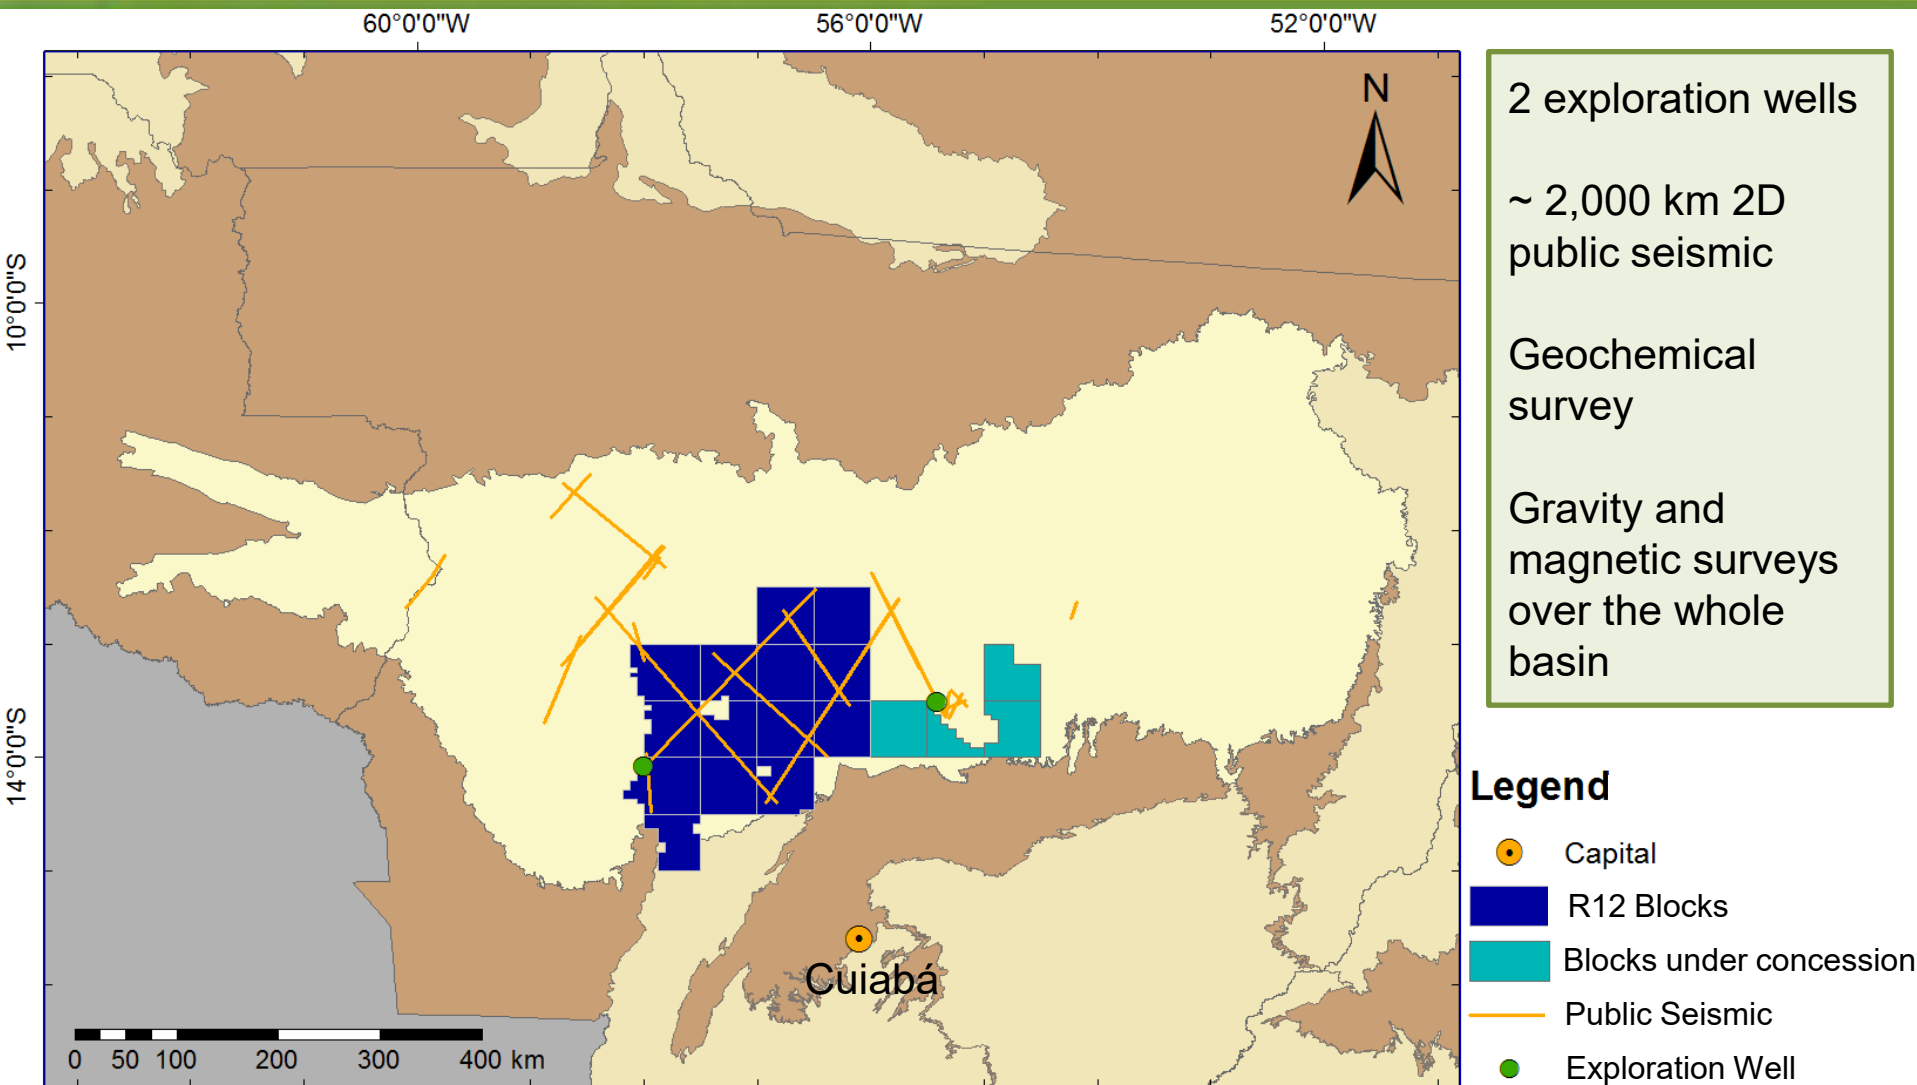 60°0'0"W
56°0'0"W
52°0'0"W
10°0'0"S
14°0'0"S
N
Cuiabá
0 50 100 200 300 400 km
2 exploration wells
~ 2,000 km 2D
public seismic
Geochemical
survey
Gravity and
magnetic surveys
over the whole
basin
Legend
Capital
R12 Blocks
Blocks under concession
Public Seismic
Exploration Well